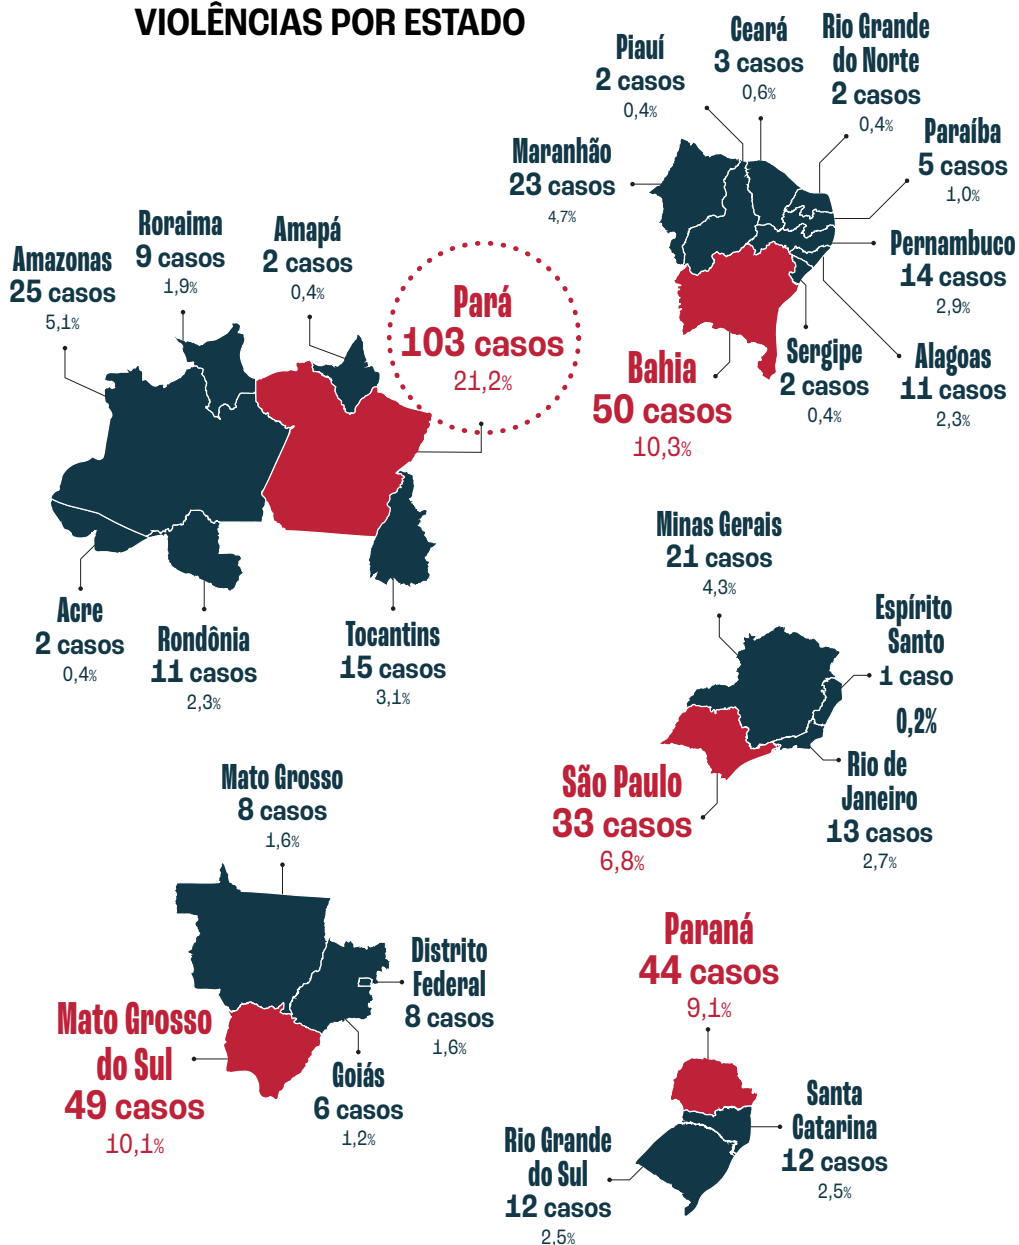 VIOLÊNCIAS POR ESTADO
Piauí
2 casos
0,4%
Ceará
3 casos
0,6%
Rio Grande
do Norte
2 casos
0,4%
Maranhão
23 casos
4,7%
Paraíba
5 casos
1,0%
Pernambuco
14 casos
2,9%
Alagoas
11 casos
2,3%
Sergipe
2 casos
0,4%
Bahia
50 casos
10,3%
Amazonas
25 casos
5,1%
Roraima
9 casos
1,9%
Amapá
2 casos
0,4%
Pará
103 casos
21,2%
Acre
2 casos
0,4%
Rondônia
11 casos
2,3%
Tocantins
15 casos
3,1%
Minas Gerais
21 casos
4,3%
Espírito
Santo
1 caso
0,2%
São Paulo
33 casos
6,8%
Rio de
Janeiro
13 casos
2,7%
Mato Grosso
8 casos
1,6%
Distrito
Federal
8 casos
1,6%
Mato Grosso
do Sul
49 casos
10,1%
Goiás
6 casos
1,2%
Paraná
44 casos
9,1%
Santa
Catarina
12 casos
2,5%
Rio Grande
do Sul
12 casos
2,5%